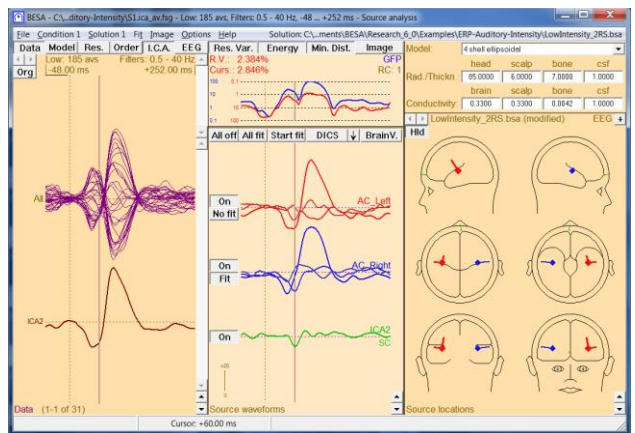 BESA - C:\...ditory-Intensity\S1.ica_av.fsg - Low: 185 avs, Filters: 0.5 - 40 Hz, -48 ... +252 ms - Source analysis
File Condition 1 Solution 1 Fit Image Options Help Solution: C:\...ments\BESA\Research_6_0\Examples\ERP-Auditory-Intensity\LowIntensity_2RS.bsa
Data Model Res. Order I.C.A. EEG Res. Var. Energy Min. Dist. Image
Org
Low: 185 avs Filters: 0.5 - 40 Hz
-48.00 ms +252.00 ms
All
ICA2
Data (1-1 of 31)
R.V.: 2.384% GFP
Curs.: 2.846% RC: 1
100 100
10
1
0.1 100
All off All fit Start fit DICS ↓ BrainV.
On AC_Left
No fit
On AC_Right
Fit
On ICA2
SC
+20
0
Source waveforms
Model: 4 shell ellipsoidal
head scalp bone csf
Rad./Thickn.: 85.0000 6.0000 7.0000 1.0000
brain scalp bone csf
Conductivity: 0.3300 0.3300 0.0042 1.0000
LowIntensity_2RS.bsa (modified) EEG +
Hld
Source locations
Cursor: +60.00 ms